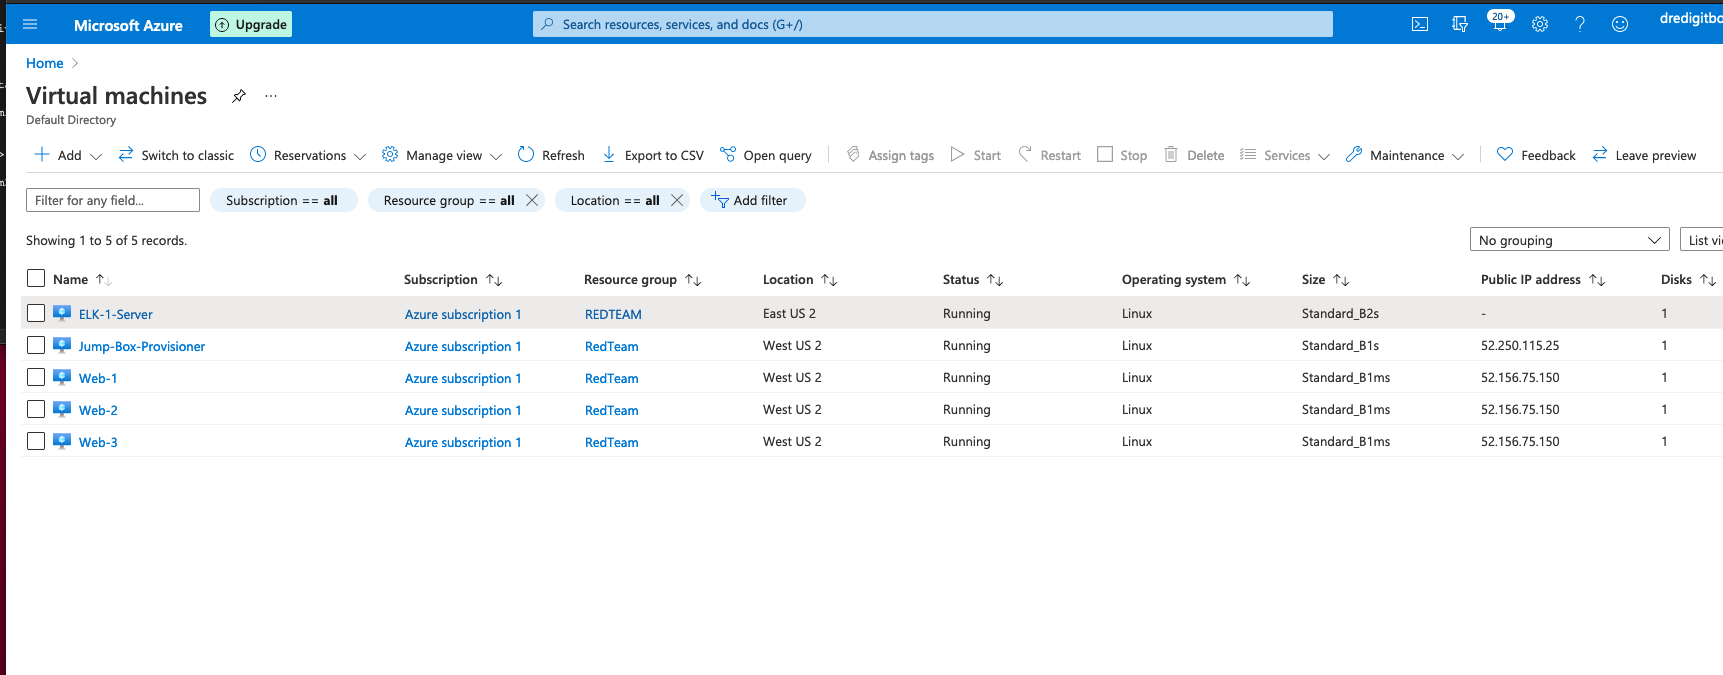 Microsoft Azure Upgrade Search resources, services, and docs (G+/) 20+ dredigitbo
Home
Virtual machines ...
Default Directory
Add Switch to classic Reservations Manage view Refresh Export to CSV Open query Assign tags Start Restart Stop Delete Services Maintenance Feedback Leave preview
Filter for any field... Subscription == all Resource group == all Location == all Add filter
Showing 1 to 5 of 5 records. No grouping List vi
Name Subscription Resource group Location Status Operating system Size Public IP address Disks
ELK-1-Server Azure subscription 1 REDTEAM East US 2 Running Linux Standard_B2s - 1
Jump-Box-Provisioner Azure subscription 1 RedTeam West US 2 Running Linux Standard_B1s 52.250.115.25 1
Web-1 Azure subscription 1 RedTeam West US 2 Running Linux Standard_B1ms 52.156.75.150 1
Web-2 Azure subscription 1 RedTeam West US 2 Running Linux Standard_B1ms 52.156.75.150 1
Web-3 Azure subscription 1 RedTeam West US 2 Running Linux Standard_B1ms 52.156.75.150 1